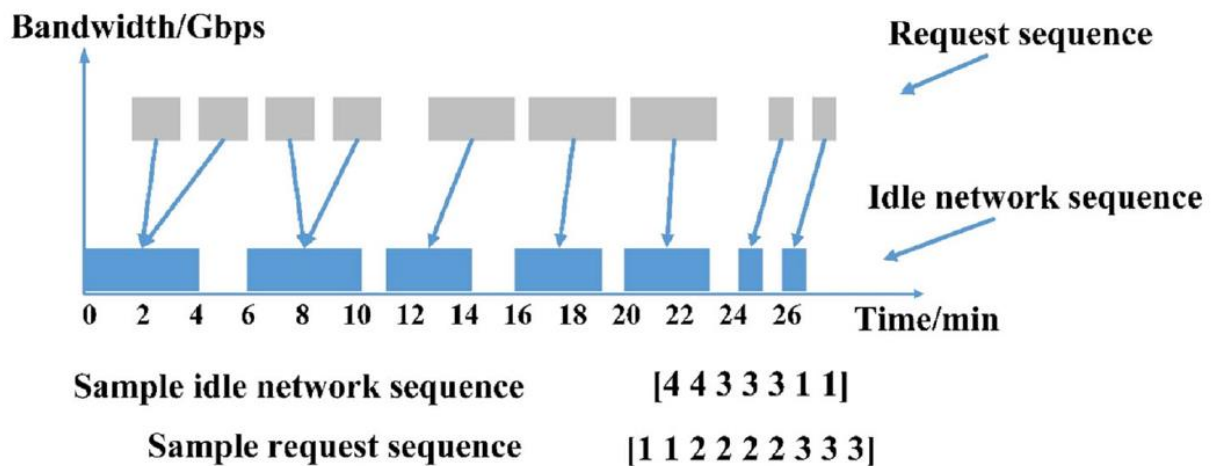 Bandwidth/Gbps
Request sequence
Idle network sequence
0 2 4 6 8 10 12 14 16 18 20 22 24 26 Time/min
Sample idle network sequence [4 4 3 3 3 1 1]
Sample request sequence [1 1 2 2 2 2 3 3 3]